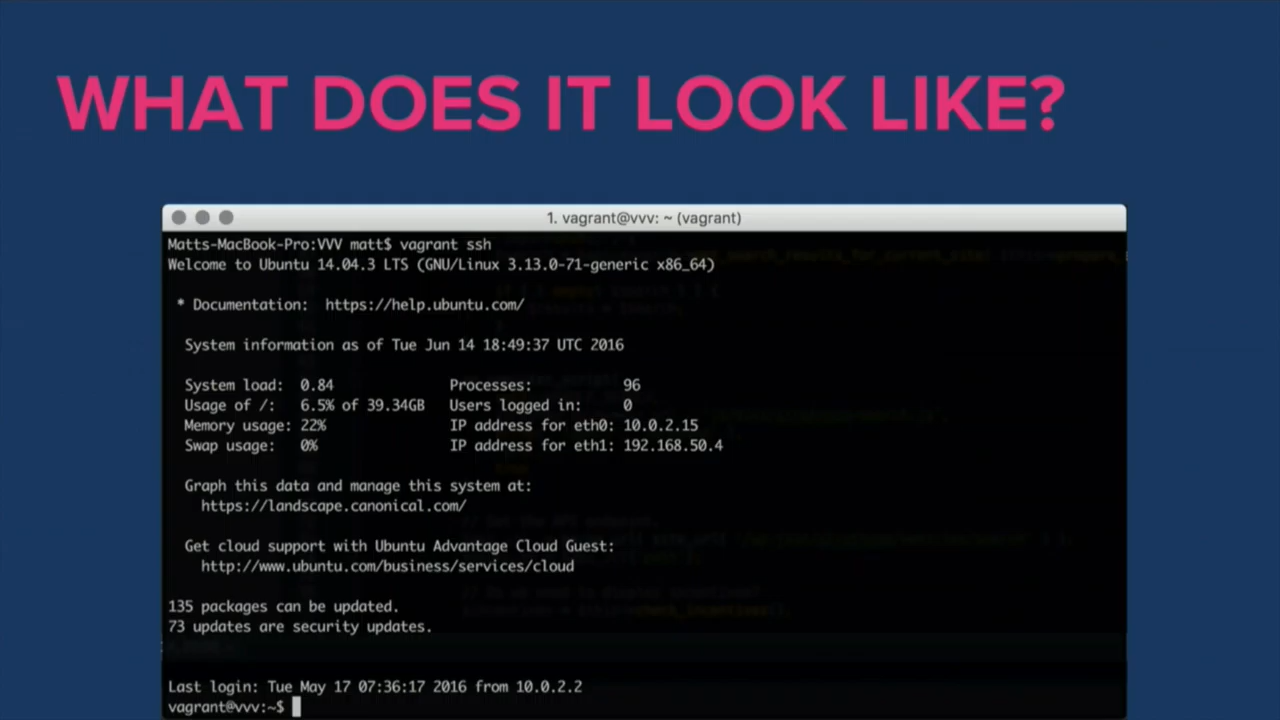 WHAT DOES IT LOOK LIKE?
1. vagrant@vvv: ~ (vagrant)
Matts-MacBook-Pro:VVV matt$ vagrant ssh
Welcome to Ubuntu 14.04.3 LTS (GNU/Linux 3.13.0-71-generic x86_64)
* Documentation: https://help.ubuntu.com/
System information as of Tue Jun 14 18:49:37 UTC 2016
System load: 0.84 Processes: 96
Usage of /: 6.5% of 39.34GB Users logged in: 0
Memory usage: 22% IP address for eth0: 10.0.2.15
Swap usage: 0% IP address for eth1: 192.168.50.4
Graph this data and manage this system at:
https://landscape.canonical.com/
Get cloud support with Ubuntu Advantage Cloud Guest:
http://www.ubuntu.com/business/services/cloud
135 packages can be updated.
73 updates are security updates.
Last login: Tue May 17 07:36:17 2016 from 10.0.2.2
vagrant@vvv:~$